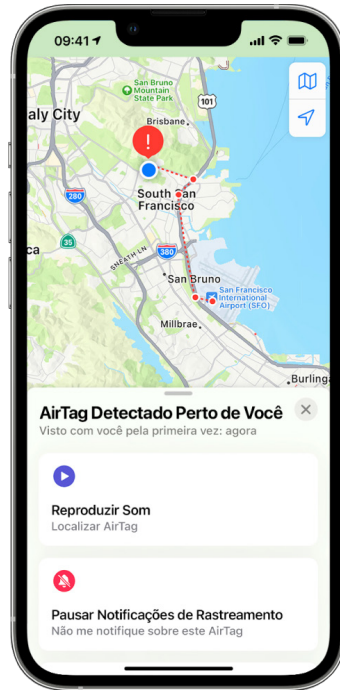 09:41
San Bruno
Mountain
State Park
101
aly City
Brisbane
!
280
South San
Francisco
35
ca
SNEATH LN
380
San Bruno
San Francisco
International
Airport (SFO)
Millbrae
Burling
AirTag Detectado Perto de Você
Visto com você pela primeira vez: agora
Reproduzir Som
Localizar AirTag
Pausar Notificações de Rastreamento
Não me notifique sobre este AirTag